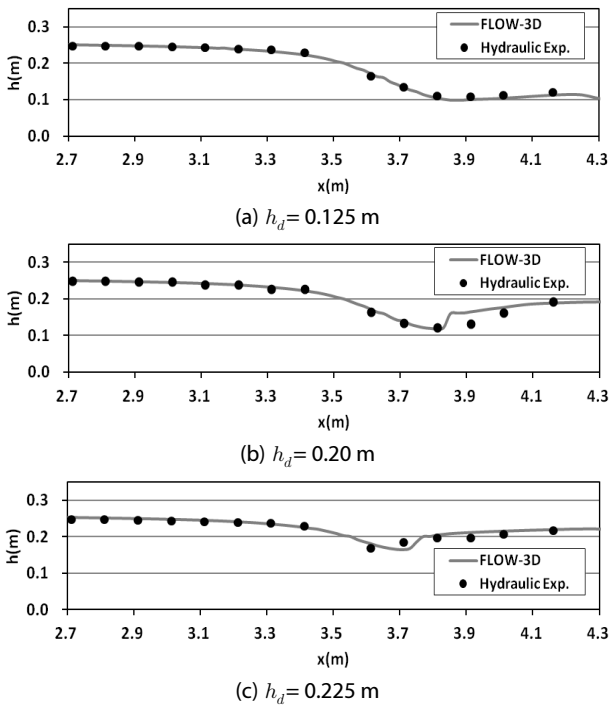 0.3
0.2
0.1
0.0
h(m)
FLOW-3D
Hydraulic Exp.
2.7 2.9 3.1 3.3 3.5 3.7 3.9 4.1 4.3
x(m)
(a) h_d = 0.125 m
0.3
0.2
0.1
0.0
h(m)
FLOW-3D
Hydraulic Exp.
2.7 2.9 3.1 3.3 3.5 3.7 3.9 4.1 4.3
x(m)
(b) h_d = 0.20 m
0.3
0.2
0.1
0.0
h(m)
FLOW-3D
Hydraulic Exp.
2.7 2.9 3.1 3.3 3.5 3.7 3.9 4.1 4.3
x(m)
(c) h_d = 0.225 m